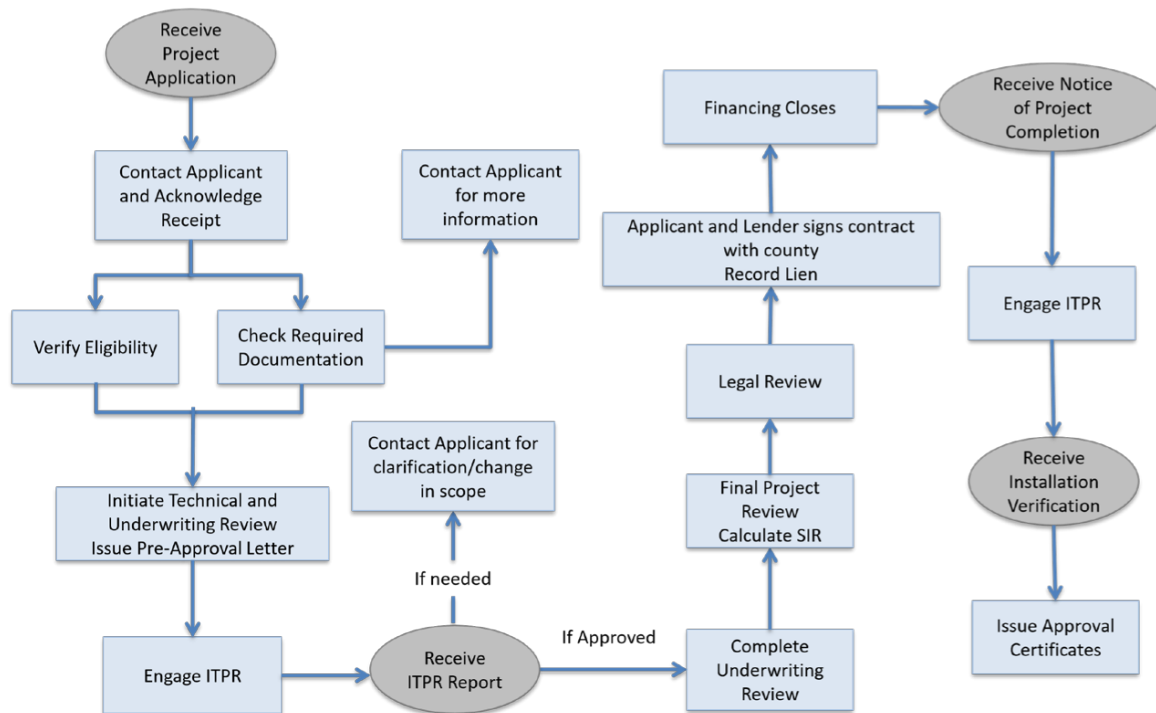 Receive
Project
Application
Contact Applicant
and Acknowledge
Receipt
Contact Applicant
for more
information
Verify Eligibility
Check Required
Documentation
Initiate Technical and
Underwriting Review
Issue Pre-Approval Letter
Contact Applicant for
clarification/change
in scope
If needed
Engage ITPR
Receive
ITPR Report
If Approved
Complete
Underwriting
Review
Final Project
Review
Calculate SIR
Legal Review
Applicant and Lender signs contract
with county
Record Lien
Financing Closes
Receive Notice
of Project
Completion
Engage ITPR
Receive
Installation
Verification
Issue Approval
Certificates